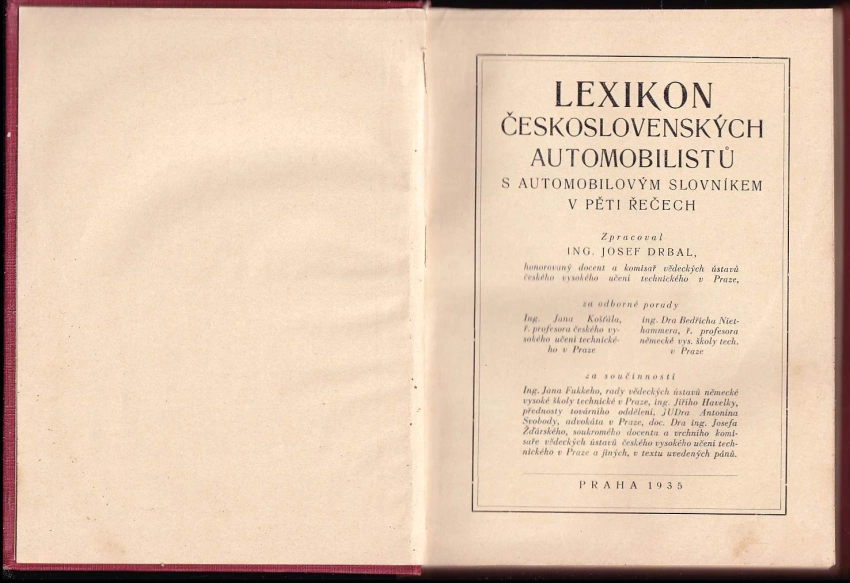 LEXIKON
ČESKOSLOVENSKÝCH
AUTOMOBILISTŮ
S AUTOMOBILOVÝM SLOVNÍKEM
V PĚTI ŘEČECH
Zpracoval
ING. JOSEF DRBAL,
honorovaný docent a komisař vědeckých ústavů
českého vysokého učení technického v Praze,
za odborné porady
Ing. Jana Košťála,
ř. profesora českého vy-
sokého učení technické-
ho v Praze
ing. Dra Bedřicha Niet-
hammera, ř. profesora
německé vys. školy tech.
v Praze
za součinnosti
Ing. Jana Fukkeho, rady vědeckých ústavů německé
vysoké školy technické v Praze, ing. Jiřího Havelky,
přednosty továrního oddělení, JUDra Antonína
Svobody, advokáta v Praze, doc. Dra ing. Josefa
Žďárského, soukromého docenta a vrchního komi-
saře vědeckých ústavů českého vysokého učení tech-
nického v Praze a jiných, v textu uvedených pánů.
PRAHA 1935